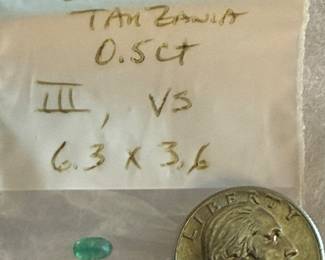 TANZANIA
0.5ct
III, VS
6.3 x 3.6
LIBERTY